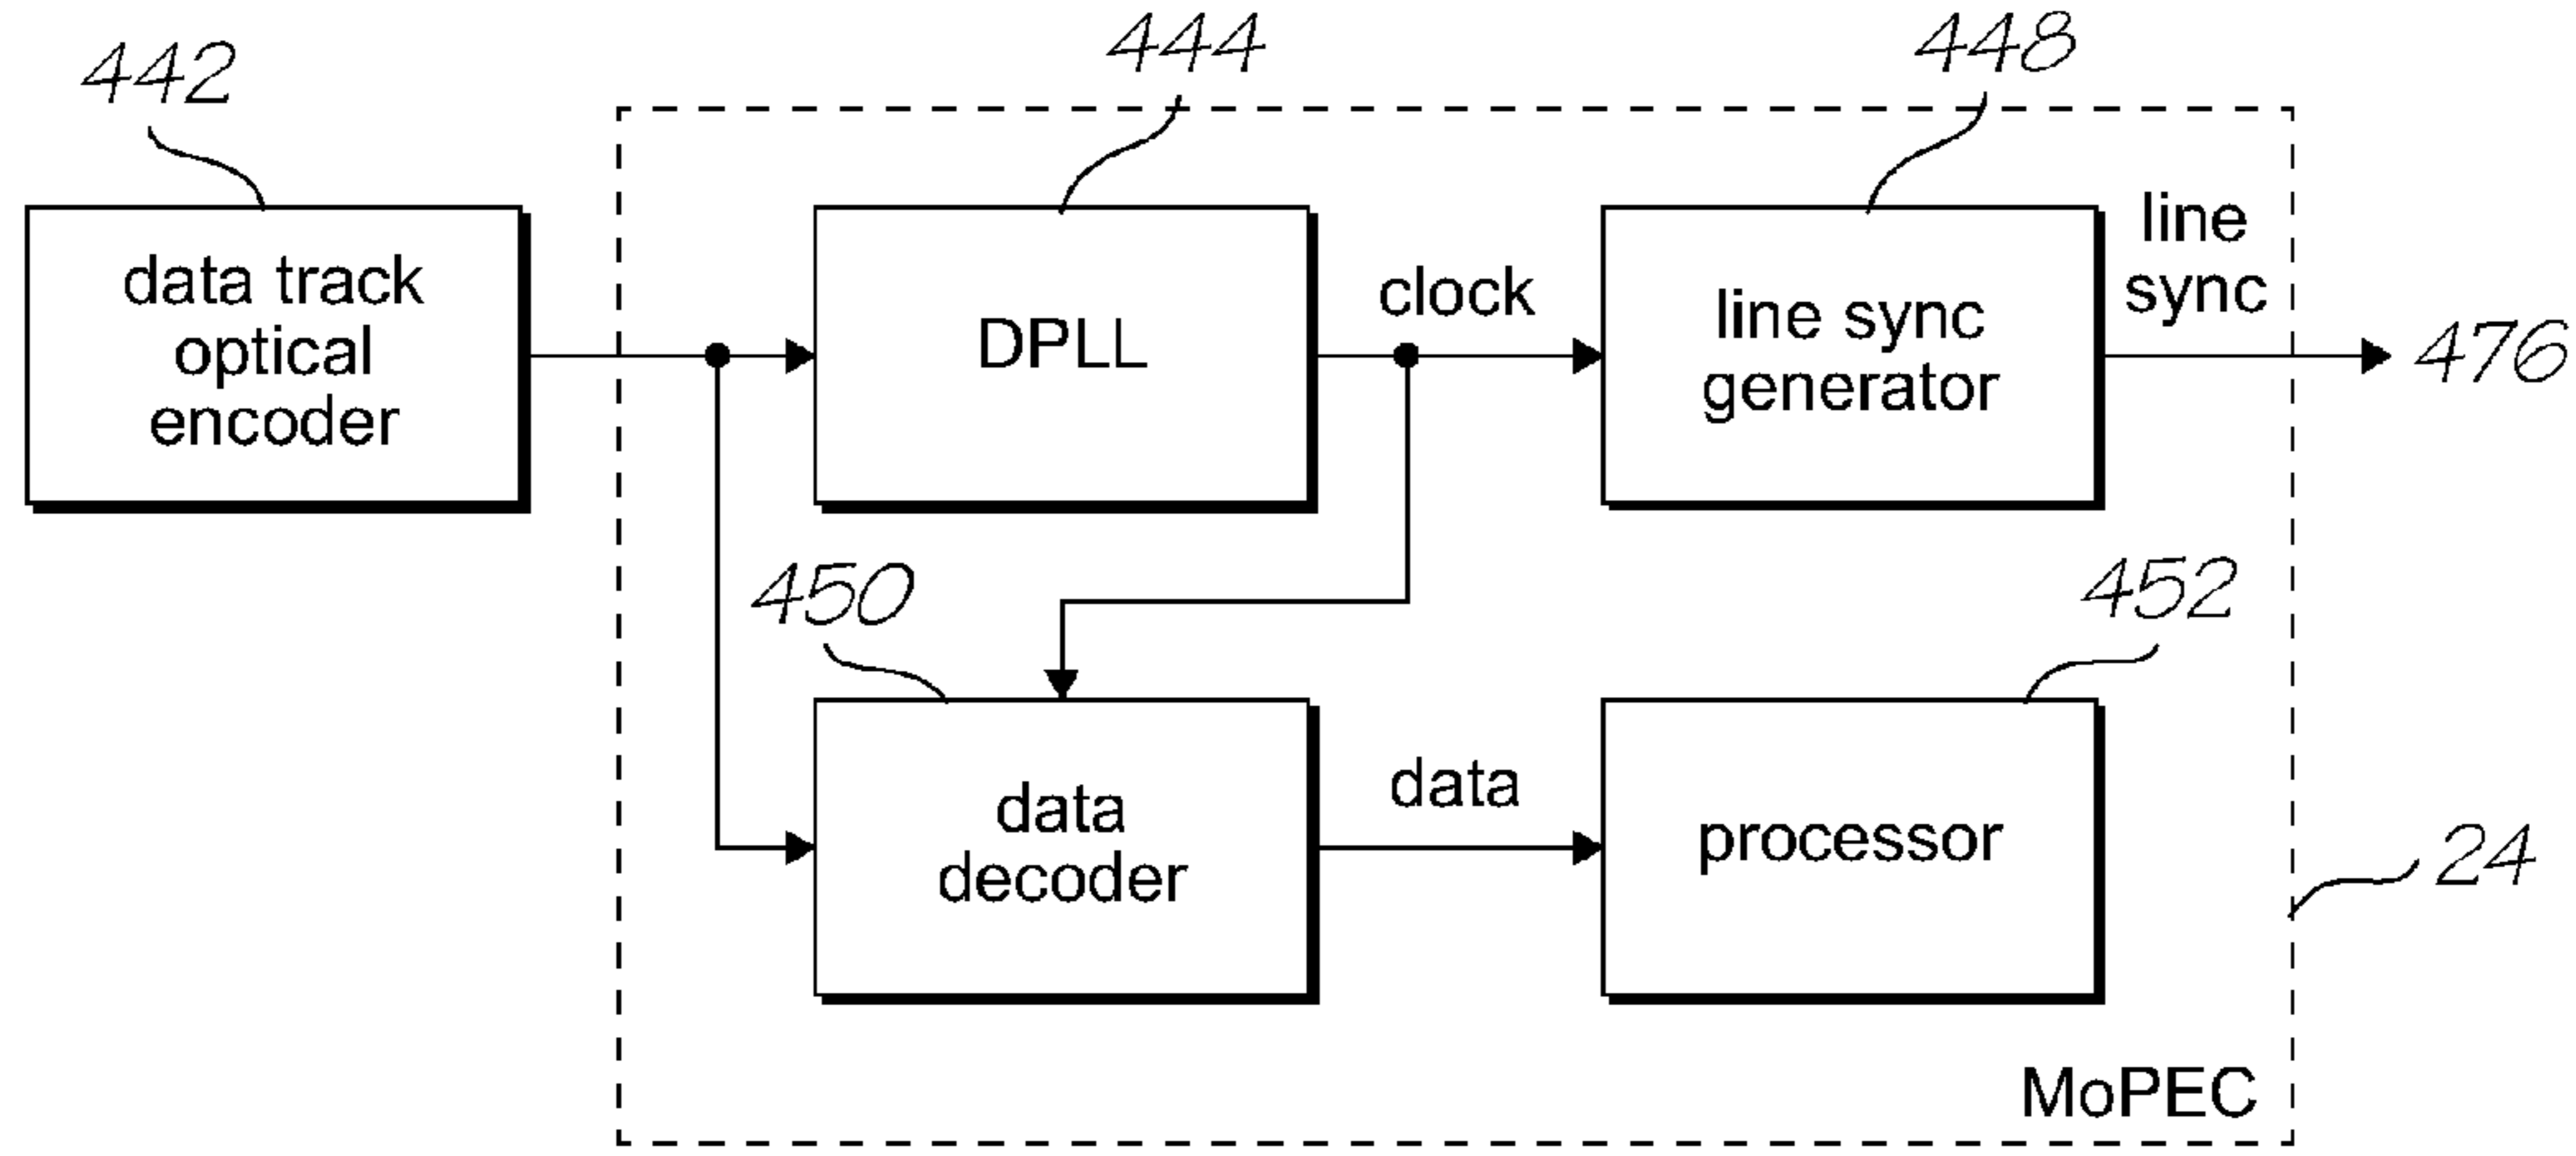 442
444
448
data track
optical
encoder
DPLL
clock
line sync
generator
line
sync
476
450
452
data
decoder
data
processor
24
MoPEC